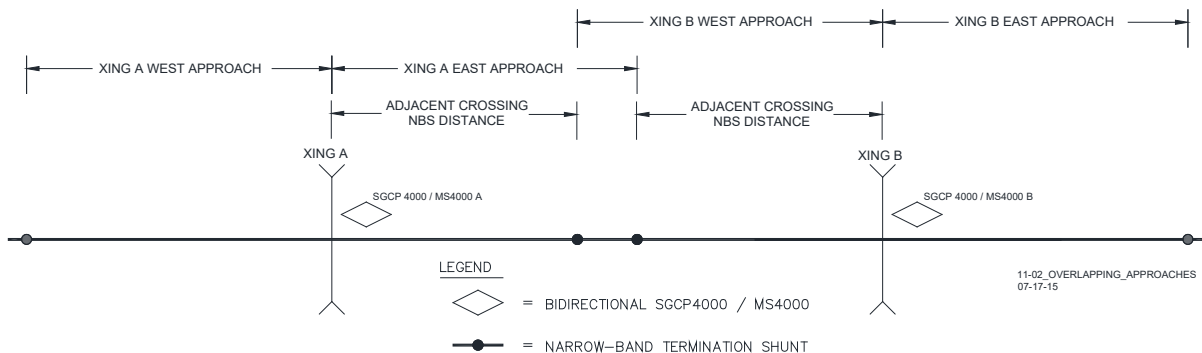 XING B WEST APPROACH
XING B EAST APPROACH
XING A WEST APPROACH
XING A EAST APPROACH
ADJACENT CROSSING
NBS DISTANCE
ADJACENT CROSSING
NBS DISTANCE
XING A
XING B
SGCP 4000 / MS4000 A
SGCP 4000 / MS4000 B
LEGEND
= BIDIRECTIONAL SGCP4000 / MS4000
= NARROW-BAND TERMINATION SHUNT
11-02_OVERLAPPING_APPROACHES
07-17-15